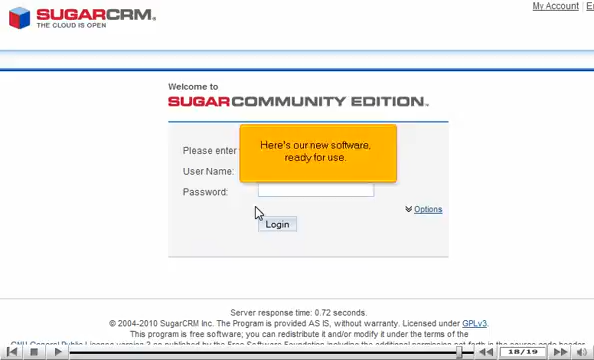 My Account
SUGARCRM.
THE CLOUD IS OPEN
Welcome to
SUGARCOMMUNITY EDITION™
Please enter
Here's our new software,
ready for use.
User Name:
Password:
Options
Login
Server response time: 0.72 seconds.
© 2004-2010 SugarCRM Inc. The Program is provided AS IS, without warranty. Licensed under GPLv3.
This program is free software; you can redistribute it and/or modify it under the terms of the
18/19